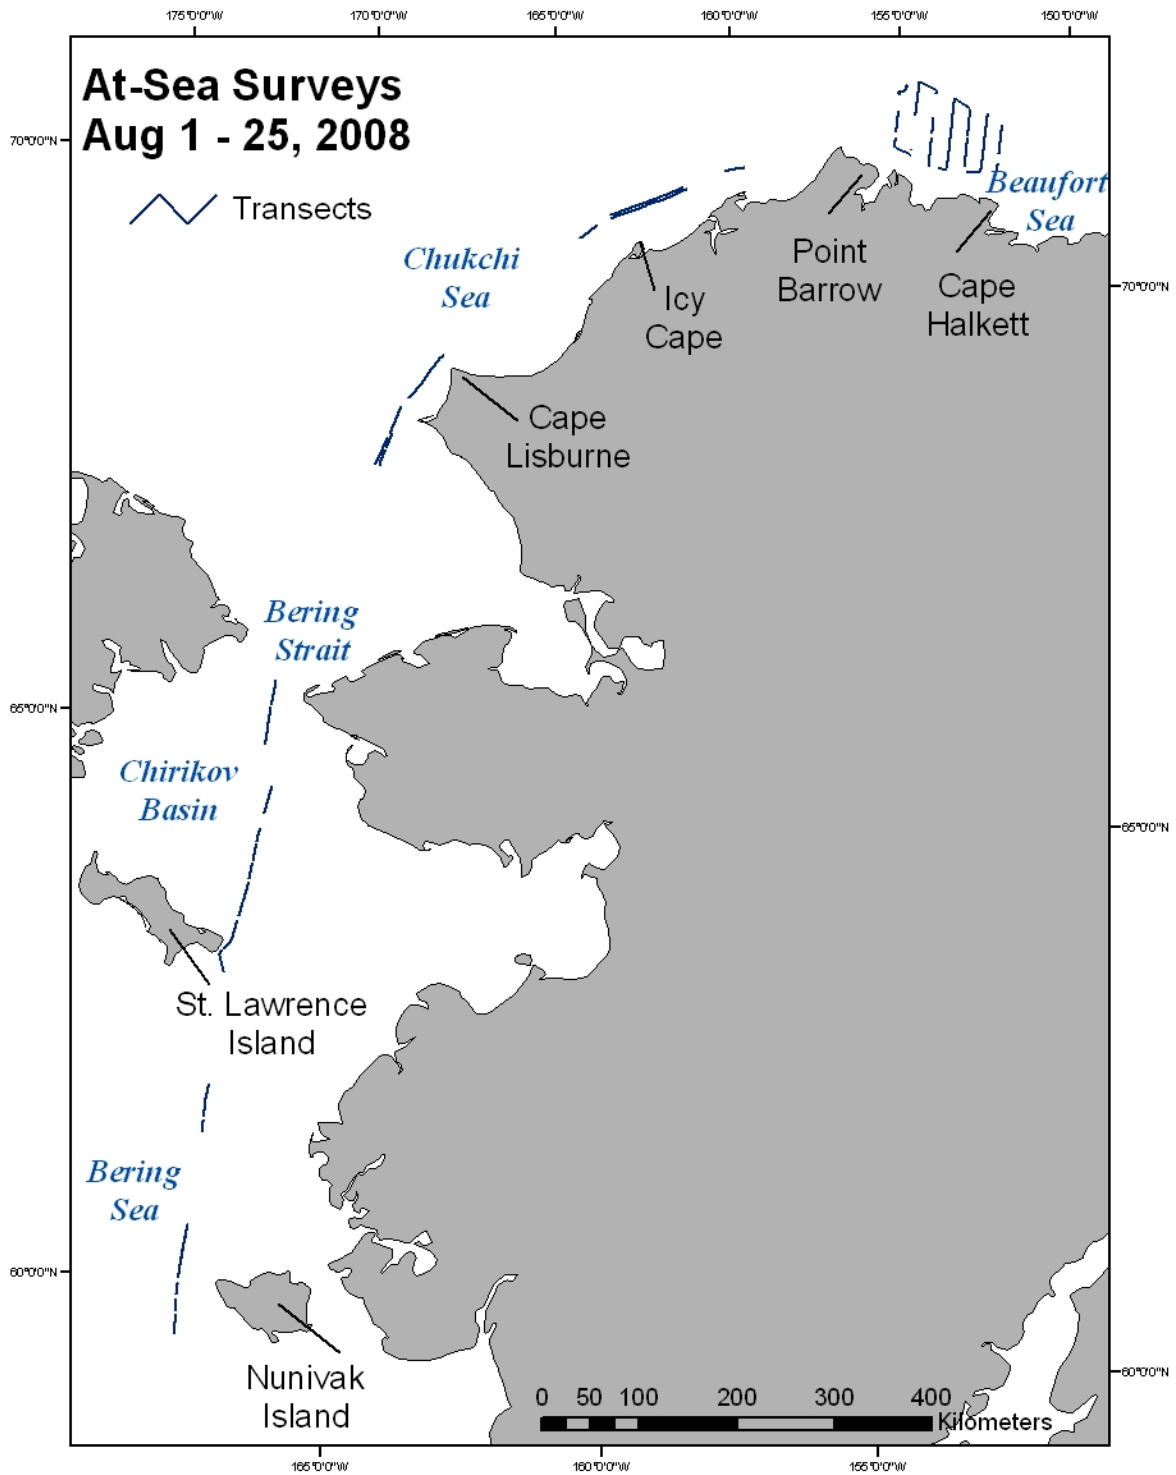 175°0'0"W 170°0'0"W 165°0'0"W 160°0'0"W 155°0'0"W 150°0'0"W
At-Sea Surveys
Aug 1 - 25, 2008
70°0'0"N
Transects
Beaufort
Sea
Chukchi
Sea
Point
Barrow
Cape
Halkett
70°0'0"N
Icy
Cape
Cape
Lisburne
Bering
Strait
65°0'0"N
Chirikov
Basin
65°0'0"N
St. Lawrence
Island
Bering
Sea
60°0'0"N
Nunivak
Island
60°0'0"N
0 50 100 200 300 400
Kilometers
165°0'0"W 160°0'0"W 155°0'0"W